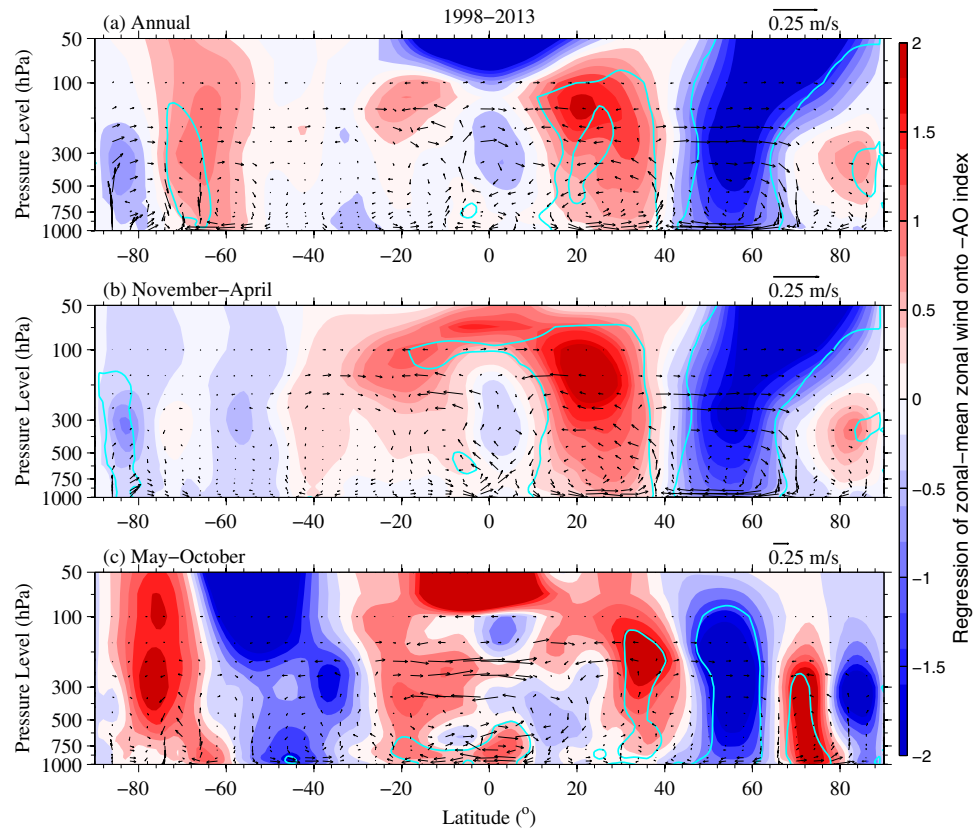 1998−2013
(a) Annual
0.25 m/s
Pressure Level (hPa)
50
100
300
500
750
1000
−80 −60 −40 −20 0 20 40 60 80
(b) November−April
0.25 m/s
Pressure Level (hPa)
50
100
300
500
750
1000
−80 −60 −40 −20 0 20 40 60 80
(c) May−October
0.25 m/s
Pressure Level (hPa)
50
100
300
500
750
1000
−80 −60 −40 −20 0 20 40 60 80
Latitude (o)
2
1.5
1
0.5
0
−0.5
−1
−1.5
−2
Regression of zonal−mean zonal wind onto −AO index